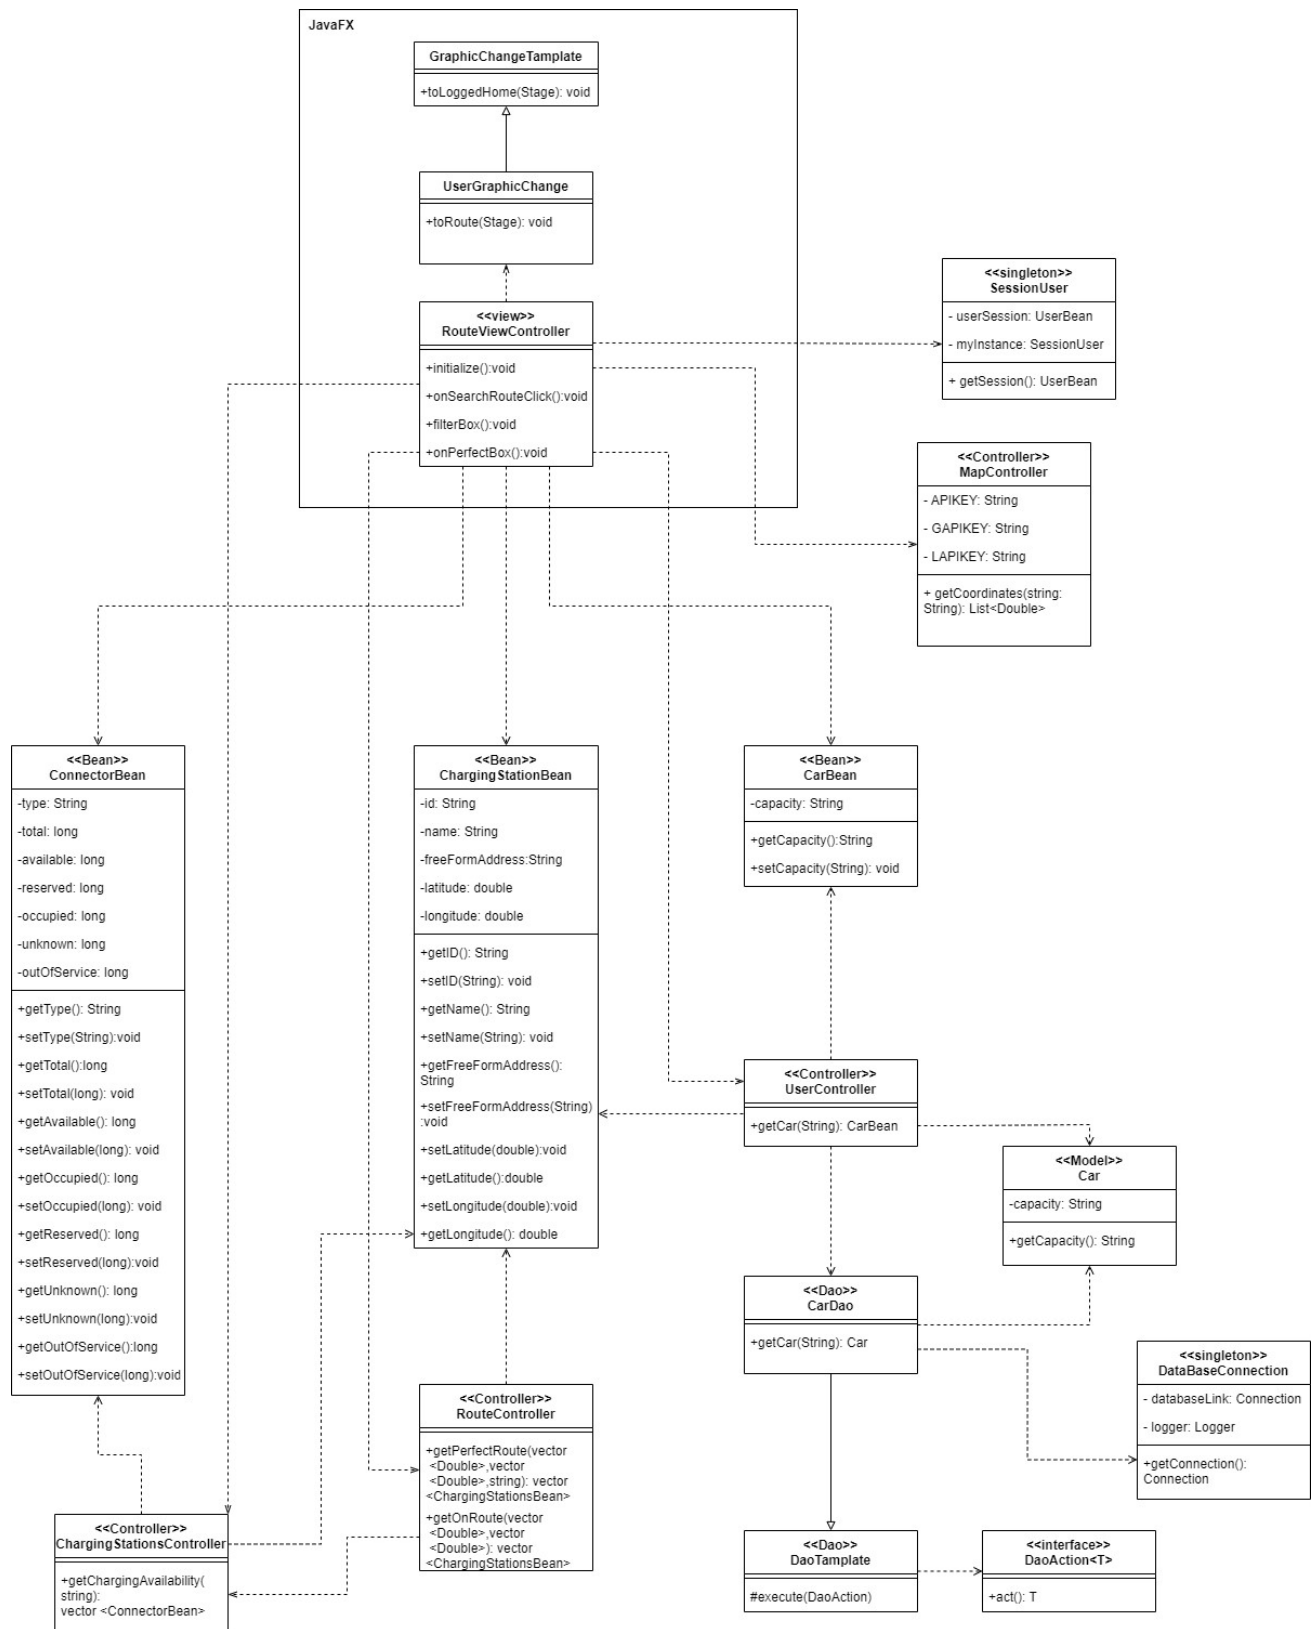 JavaFX
GraphicChangeTamplate
+toLoggedHome(Stage): void
UserGraphicChange
+toRoute(Stage): void
<<view>>
RouteViewController
+initialize():void
+onSearchRouteClick():void
+filterBox():void
+onPerfectBox():void
<<singleton>>
SessionUser
- userSession: UserBean
- myInstance: SessionUser
+ getSession(): UserBean
<<Controller>>
MapController
- APIKEY: String
- GAPIKEY: String
- LAPIKEY: String
+ getCoordinates(string:
String): List<Double>
<<Bean>>
ConnectorBean
-type: String
-total: long
-available: long
-reserved: long
-occupied: long
-unknown: long
-outOfService: long
+getType(): String
+setType(String):void
+getTotal():long
+setTotal(long): void
+getAvailable(): long
+setAvailable(long): void
+getOccupied(): long
+setOccupied(long): void
+getReserved(): long
+setReserved(long):void
+getUnknown(): long
+setUnknown(long):void
+getOutOfService():long
+setOutOfService(long):void
<<Bean>>
ChargingStationBean
-id: String
-name: String
-freeFormAddress:String
-latitude: double
-longitude: double
+getID(): String
+setID(String): void
+getName(): String
+setName(String): void
+getFreeFormAddress():
String
+setFreeFormAddress(String)
:void
+setLatitude(double):void
+getLatitude():double
+setLongitude(double):void
+getLongitude(): double
<<Bean>>
CarBean
-capacity: String
+getCapacity():String
+setCapacity(String): void
<<Controller>>
UserController
+getCar(String): CarBean
<<Model>>
Car
-capacity: String
+getCapacity(): String
<<Dao>>
CarDao
+getCar(String): Car
<<singleton>>
DataBaseConnection
- databaseLink: Connection
- logger: Logger
+getConnection():
Connection
<<Controller>>
RouteController
+getPerfectRoute(vector
<Double>,vector
<Double>,string): vector
<ChargingStationsBean>
+getOnRoute(vector
<Double>,vector
<Double>): vector
<ChargingStationsBean>
<<Controller>>
ChargingStationsController
+getChargingAvailability(
string):
vector <ConnectorBean>
<<Dao>>
DaoTamplate
#execute(DaoAction)
<<interface>>
DaoAction<T>
+act(): T